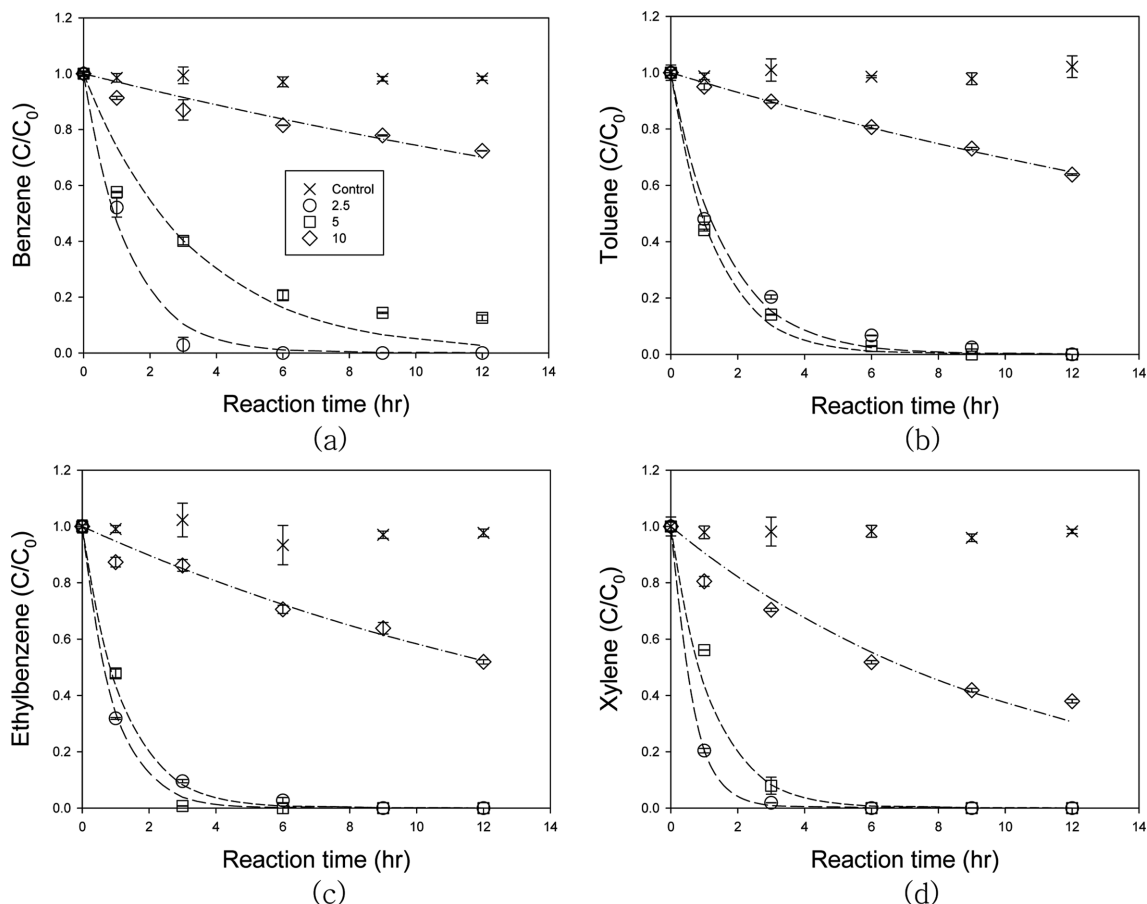 1.2
1.0
0.8
0.6
0.4
0.2
0.0
Benzene (C/C0)
Control
2.5
5
10
0 2 4 6 8 10 12 14
Reaction time (hr)
(a)
1.2
1.0
0.8
0.6
0.4
0.2
0.0
Toluene (C/C0)
0 2 4 6 8 10 12 14
Reaction time (hr)
(b)
1.2
1.0
0.8
0.6
0.4
0.2
0.0
Ethylbenzene (C/C0)
0 2 4 6 8 10 12 14
Reaction time (hr)
(c)
1.2
1.0
0.8
0.6
0.4
0.2
0.0
Xylene (C/C0)
0 2 4 6 8 10 12 14
Reaction time (hr)
(d)